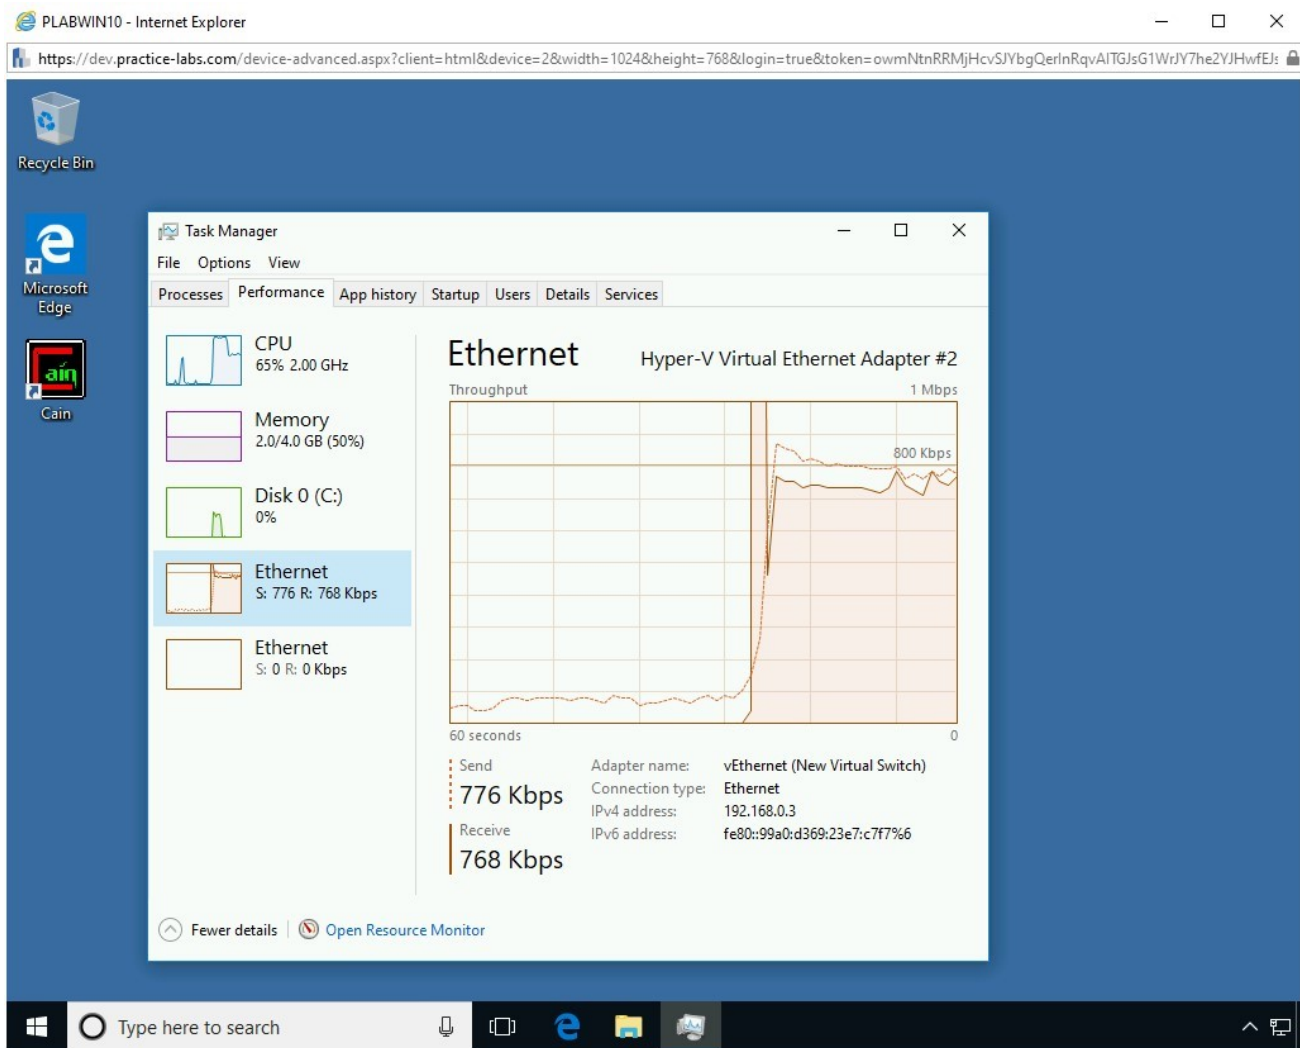 PLABWIN10 - Internet Explorer
https://dev.practice-labs.com/device-advanced.aspx?client=html&device=2&width=1024&height=768&login=true&token=owmNtnRRMjHcvSJYbgQerlnRqvAlTGJsG1WrJY7he2YJHwfEJs
Recycle Bin
Microsoft
Edge
Cain
Cain
Task Manager
File Options View
Processes Performance App history Startup Users Details Services
CPU
65% 2.00 GHz
Memory
2.0/4.0 GB (50%)
Disk 0 (C:)
0%
Ethernet
S: 776 R: 768 Kbps
Ethernet
S: 0 R: 0 Kbps
Ethernet Hyper-V Virtual Ethernet Adapter #2
Throughput 1 Mbps
800 Kbps
60 seconds 0
Send
776 Kbps
Receive
768 Kbps
Adapter name: vEthernet (New Virtual Switch)
Connection type: Ethernet
IPv4 address: 192.168.0.3
IPv6 address: fe80::99a0:d369:23e7:c7f7%6
Fewer details Open Resource Monitor
Type here to search